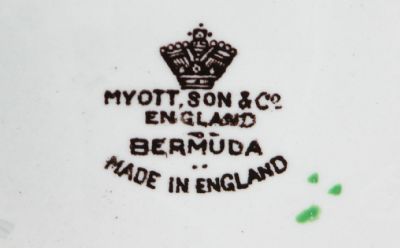 MYOTT, SON & Co
ENGLAND
BERMUDA
MADE IN ENGLAND